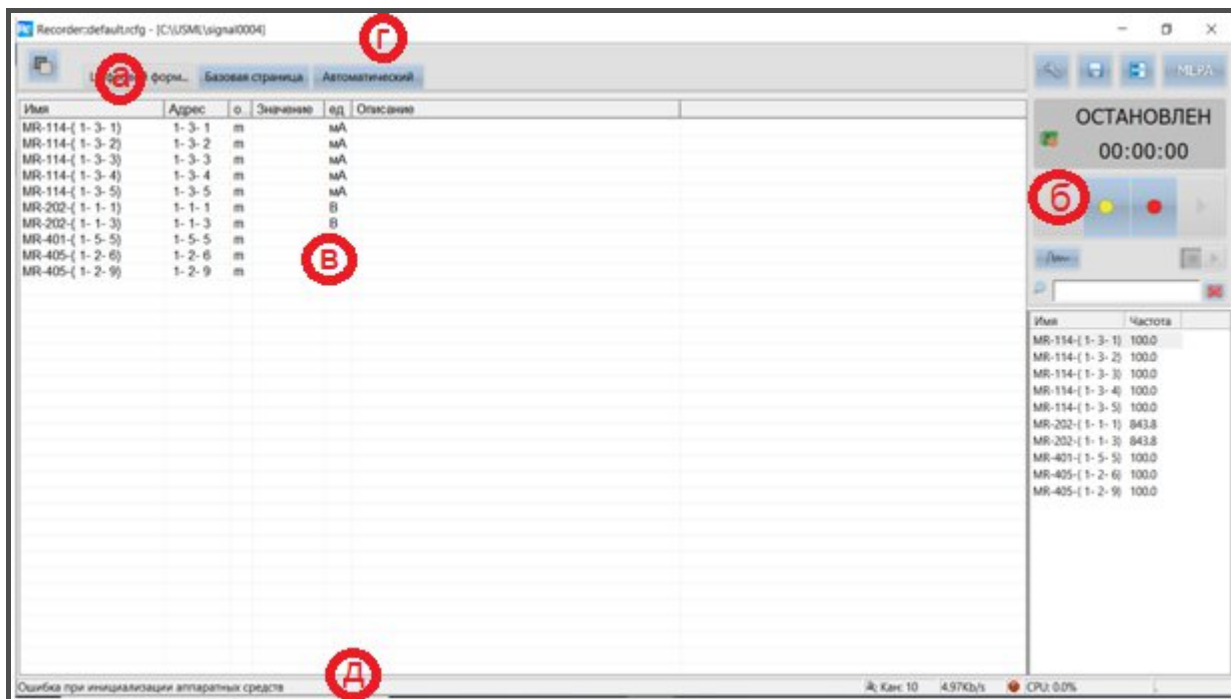 Recorder:default.rcfg - [C:\USML\signal0004]
г
а
форм... Базовая страница Автоматический
МЕРА
Имя Адрес о Значение ед Описание
MR-114-( 1- 3- 1) 1- 3- 1 m мА
MR-114-( 1- 3- 2) 1- 3- 2 m мА
MR-114-( 1- 3- 3) 1- 3- 3 m мА
MR-114-( 1- 3- 4) 1- 3- 4 m мА
MR-114-( 1- 3- 5) 1- 3- 5 m мА
MR-202-( 1- 1- 1) 1- 1- 1 m В
MR-202-( 1- 1- 3) 1- 1- 3 m В
MR-401-( 1- 5- 5) 1- 5- 5 m
MR-405-( 1- 2- 6) 1- 2- 6 m
MR-405-( 1- 2- 9) 1- 2- 9 m
в
ОСТАНОВЛЕН
00:00:00
б
Имя Частота
MR-114-( 1- 3- 1) 100.0
MR-114-( 1- 3- 2) 100.0
MR-114-( 1- 3- 3) 100.0
MR-114-( 1- 3- 4) 100.0
MR-114-( 1- 3- 5) 100.0
MR-202-( 1- 1- 1) 843.8
MR-202-( 1- 1- 3) 843.8
MR-401-( 1- 5- 5) 100.0
MR-405-( 1- 2- 6) 100.0
MR-405-( 1- 2- 9) 100.0
д
Ошибка при инициализации аппаратных средств Кан: 10 4.97Kb/s CPU: 0.0%